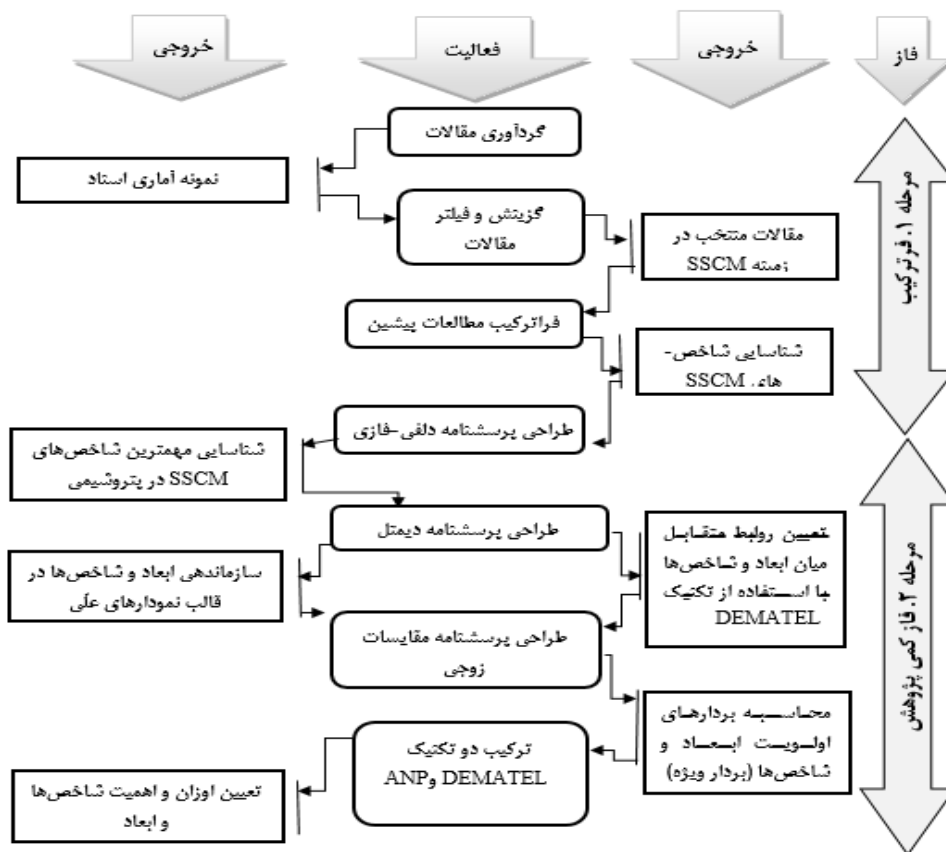 فاز
خروجی
فعالیت
خروجی
مرحله ۱. فرترکیب
گردآوری مقالات
نمونه آماری اسناد
گزینش و فیلتر
مقالات
مقالات منتخب در
زمینه SSCM
فراترکیب مطالعات پیشین
شناسایی شاخص-
های SSCM
طراحی پرسشنامه دلفی-فازی
شناسایی مهمترین شاخص‌های
SSCM در پتروشیمی
مرحله ۲. فاز کمی پژوهش
طراحی پرسشنامه دیمتل
تعیین روابط متقابل
میان ابعاد و شاخص‌ها
با استفاده از تکنیک
DEMATEL
سازماندهی ابعاد و شاخص‌ها در
قالب نمودارهای علّی
طراحی پرسشنامه مقایسات
زوجی
محاسبه بردارهای
اولویت ابعاد و
شاخص‌ها (بردار ویژه)
ترکیب دو تکنیک
DEMATEL وANP
تعیین اوزان و اهمیت شاخص‌ها
و ابعاد